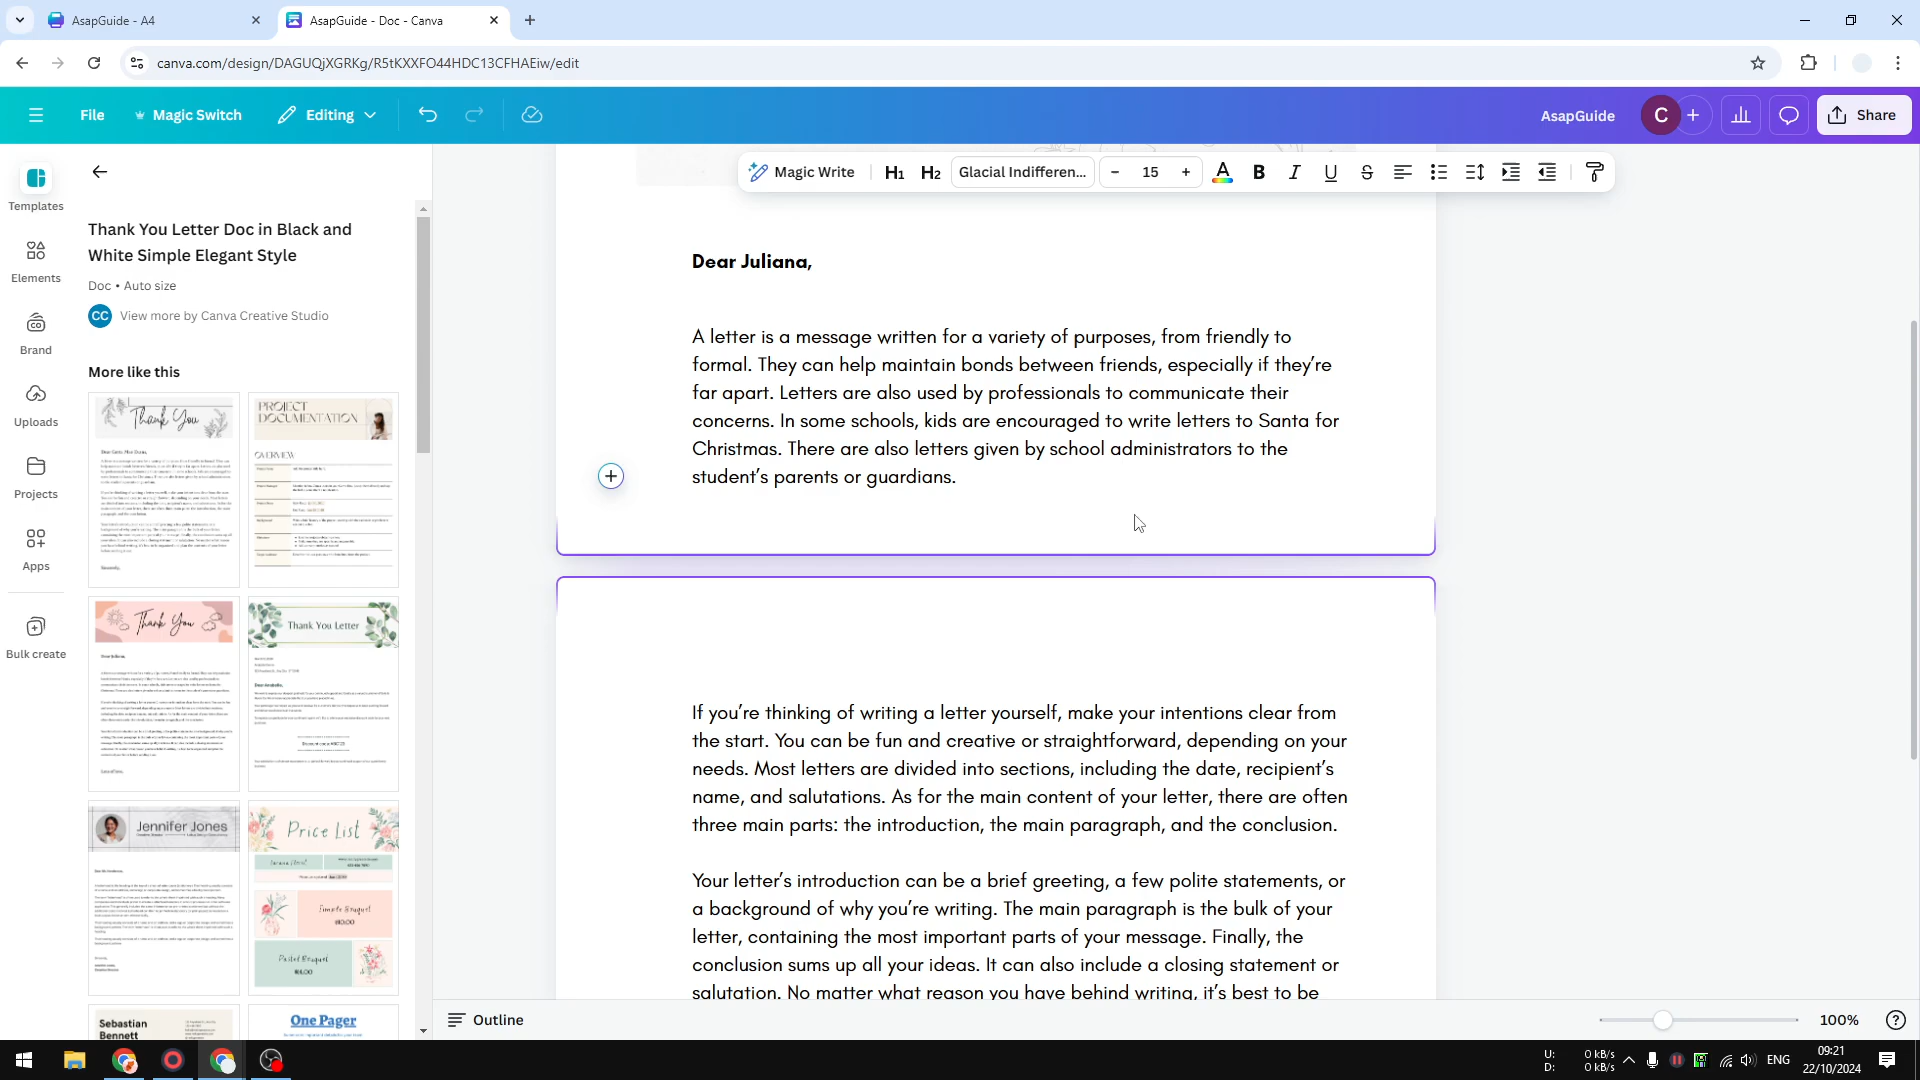 AsapGuide - A4
AsapGuide - Doc - Canva
canva.com/design/DAGUQjXGRKg/R5tKXXFO44HDC13CFHAEiw/edit
File
Magic Switch
Editing
AsapGuide
C
Share
Magic Write
H1
H2
Glacial Indifferen...
15
A
B
I
U
S
Templates
Elements
Brand
Uploads
Projects
Apps
Bulk create
Thank You Letter Doc in Black and
White Simple Elegant Style
Doc • Auto size
CC
View more by Canva Creative Studio
More like this
Thank You
PROJECT
DOCUMENTATION
OVERVIEW
Thank You
Thank You Letter
Jennifer Jones
Price List
Simple Bouquet
Pastel Bouquet
Sebastian
Bennett
One Pager
Dear Juliana,
A letter is a message written for a variety of purposes, from friendly to
formal. They can help maintain bonds between friends, especially if they’re
far apart. Letters are also used by professionals to communicate their
concerns. In some schools, kids are encouraged to write letters to Santa for
Christmas. There are also letters given by school administrators to the
student’s parents or guardians.
If you’re thinking of writing a letter yourself, make your intentions clear from
the start. You can be fun and creative or straightforward, depending on your
needs. Most letters are divided into sections, including the date, recipient’s
name, and salutations. As for the main content of your letter, there are often
three main parts: the introduction, the main paragraph, and the conclusion.
Your letter’s introduction can be a brief greeting, a few polite statements, or
a background of why you’re writing. The main paragraph is the bulk of your
letter, containing the most important parts of your message. Finally, the
conclusion sums up all your ideas. It can also include a closing statement or
salutation. No matter what reason you have behind writing, it’s best to be
Outline
100%
U: 0 kB/s
D: 0 kB/s
ENG
09:21
22/10/2024